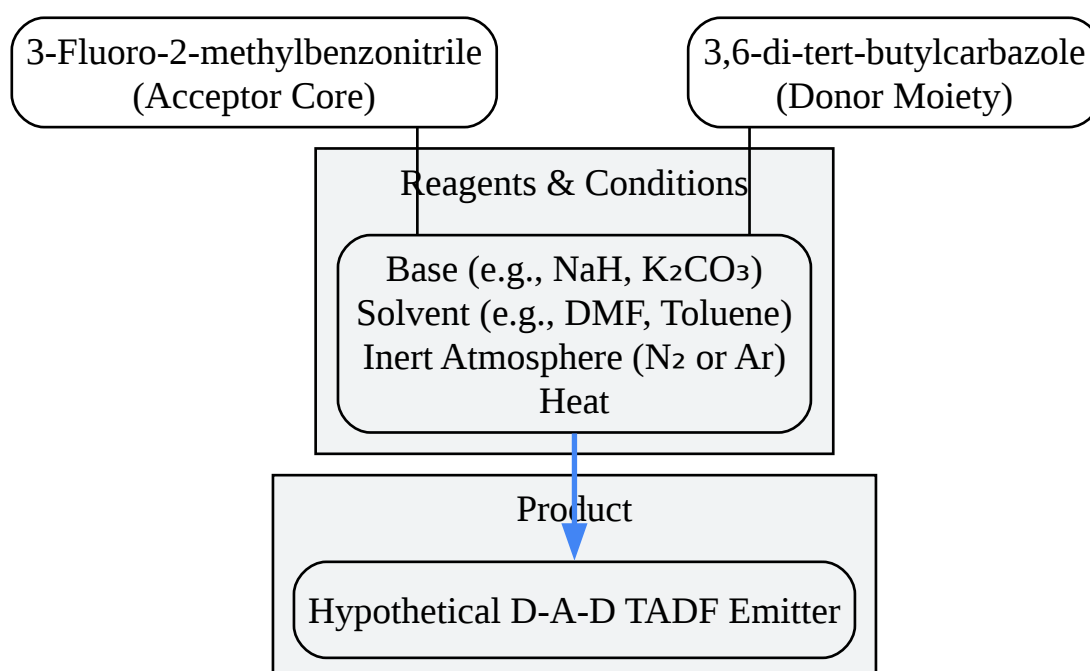 3-Fluoro-2-methylbenzonitrile
(Acceptor Core)
3,6-di-tert-butylcarbazole
(Donor Moiety)
Reagents & Conditions
Base (e.g., NaH, K₂CO₃)
Solvent (e.g., DMF, Toluene)
Inert Atmosphere (N₂ or Ar)
Heat
Product
Hypothetical D-A-D TADF Emitter